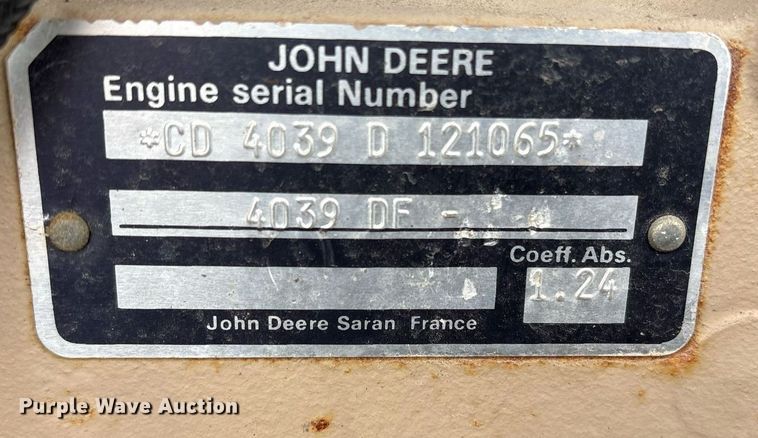 JOHN DEERE
Engine serial Number
*CD 4039 D 121065*
4039 DF -
Coeff. Abs.
1.24
John Deere Saran France
Purple Wave Auction